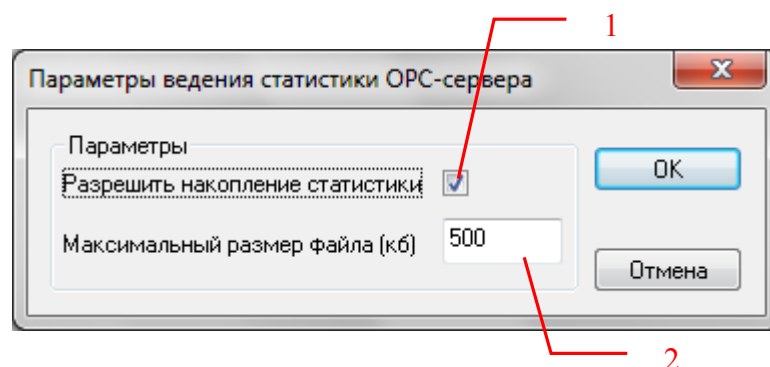 1
Параметры ведения статистики OPC-сервера
Параметры
Разрешить накопление статистики
OK
Максимальный размер файла (кб) 500
Отмена
2